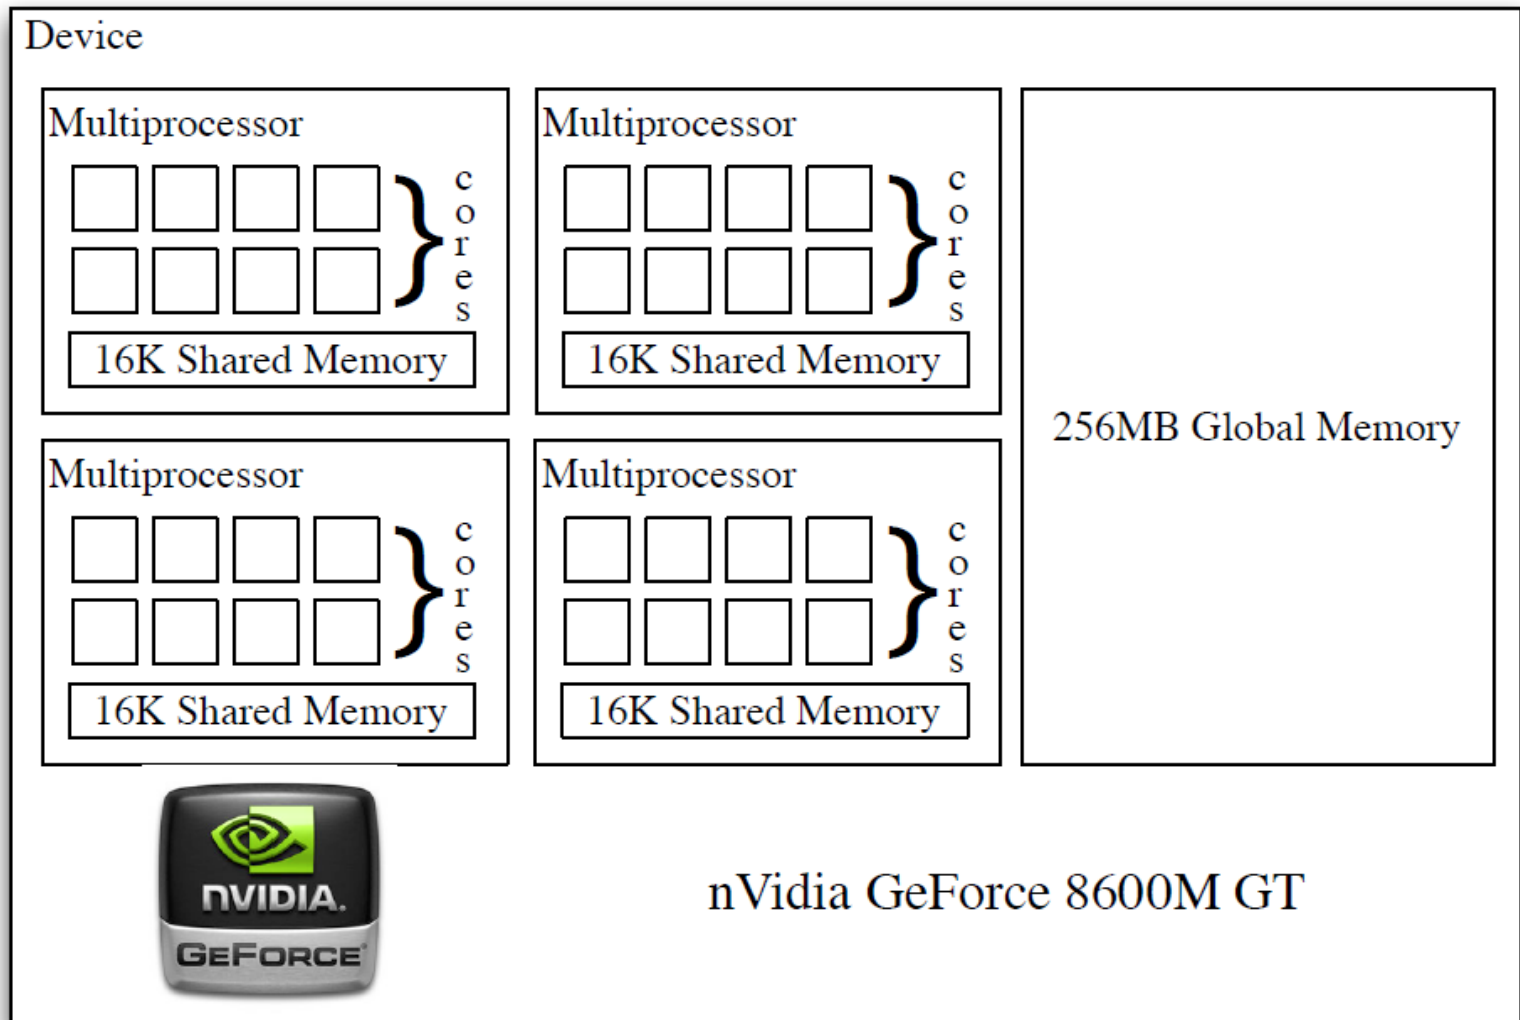 Device
Multiprocessor
cores
16K Shared Memory
Multiprocessor
cores
16K Shared Memory
256MB Global Memory
Multiprocessor
cores
16K Shared Memory
Multiprocessor
cores
16K Shared Memory
nVIDIA.
GEFORCE®
nVidia GeForce 8600M GT